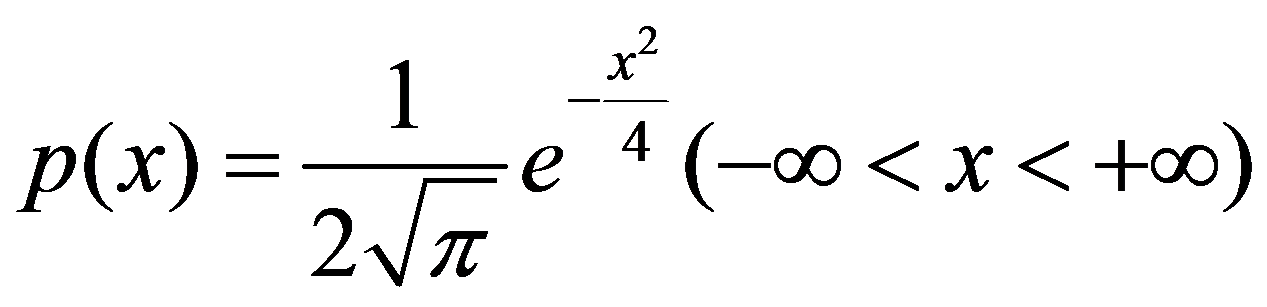 p(x) = \frac{1}{2\sqrt{\pi}} e^{-\frac{x^2}{4}} (-\infty < x < +\infty)